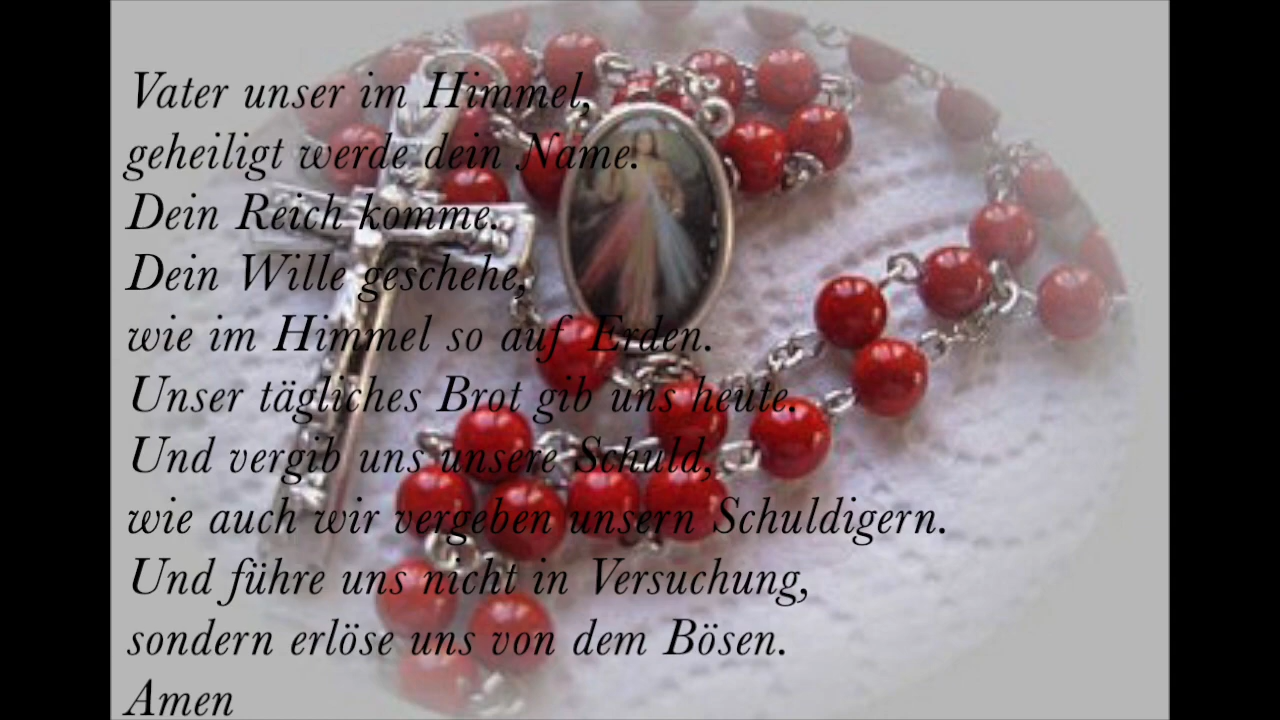 Vater unser im Himmel,
geheiligt werde dein Name.
Dein Reich komme.
Dein Wille geschehe,
wie im Himmel so auf Erden.
Unser tägliches Brot gib uns heute.
Und vergib uns unsere Schuld,
wie auch wir vergeben unsern Schuldigern.
Und führe uns nicht in Versuchung,
sondern erlöse uns von dem Bösen.
Amen